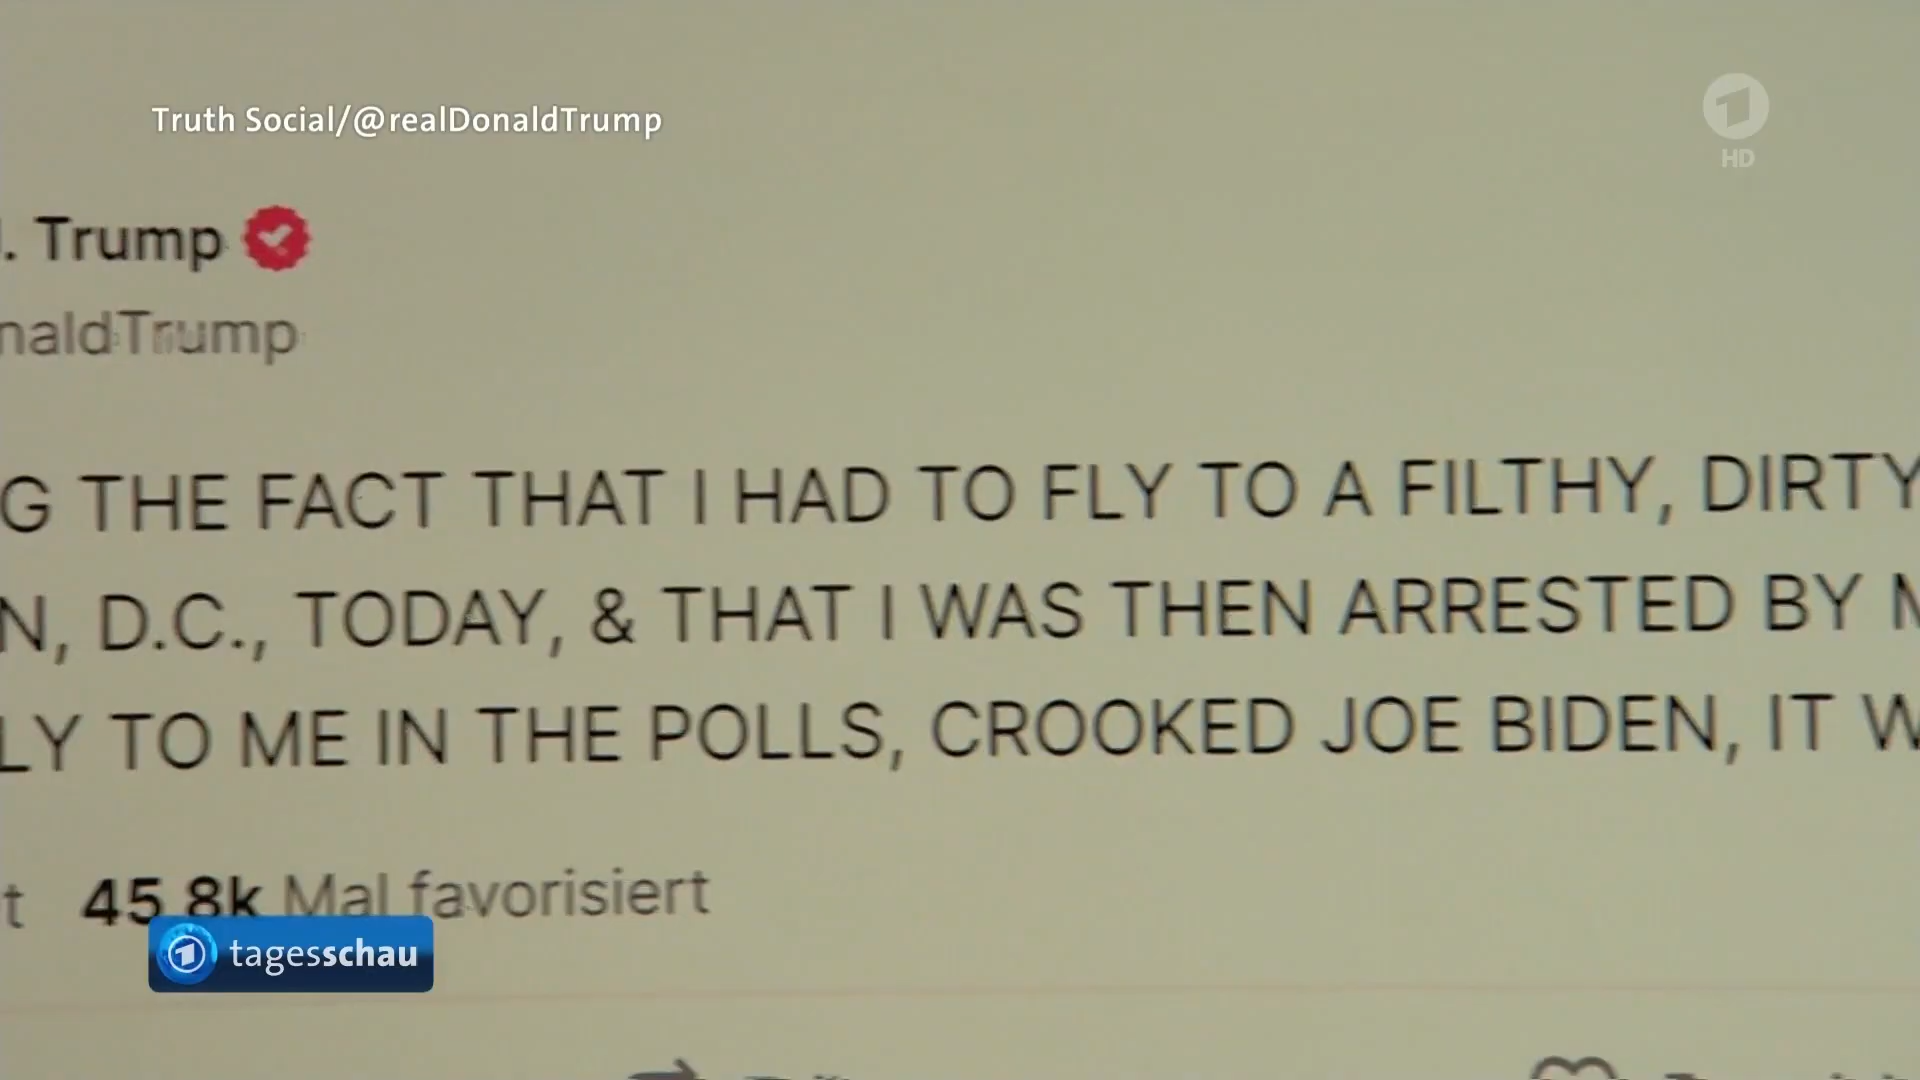 Truth Social/@realDonaldTrump
HD
. Trump
naldTrump
G THE FACT THAT I HAD TO FLY TO A FILTHY, DIRTY
N, D.C., TODAY, & THAT I WAS THEN ARRESTED BY M
LY TO ME IN THE POLLS, CROOKED JOE BIDEN, IT W
t 45.8k Mal favorisiert
tagesschau